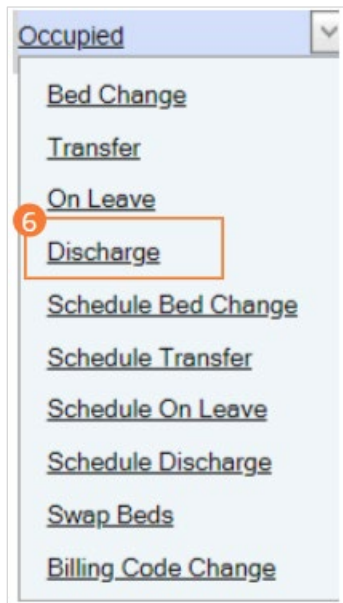 Occupied
Bed Change
Transfer
On Leave
6
Discharge
Schedule Bed Change
Schedule Transfer
Schedule On Leave
Schedule Discharge
Swap Beds
Billing Code Change